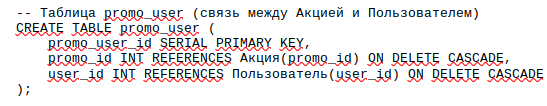 -- Таблица promo_user (связь между Акцией и Пользователем)
CREATE TABLE promo_user (
    promo_user_id SERIAL PRIMARY KEY,
    promo_id INT REFERENCES Акция(promo_id) ON DELETE CASCADE,
    user_id INT REFERENCES Пользователь(user_id) ON DELETE CASCADE
);